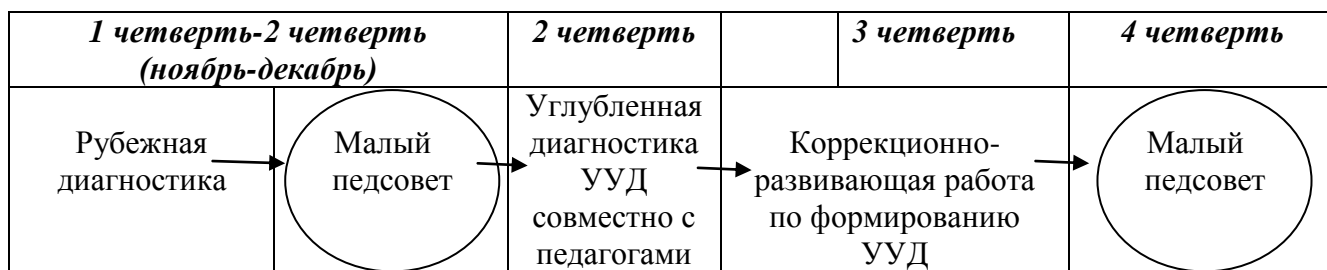 1 четверть-2 четверть
(ноябрь-декабрь)
2 четверть
3 четверть
4 четверть
Рубежная
диагностика
Малый
педсовет
Углубленная
диагностика
УУД
совместно с
педагогами
Коррекционно-
развивающая работа
по формированию
УУД
Малый
педсовет